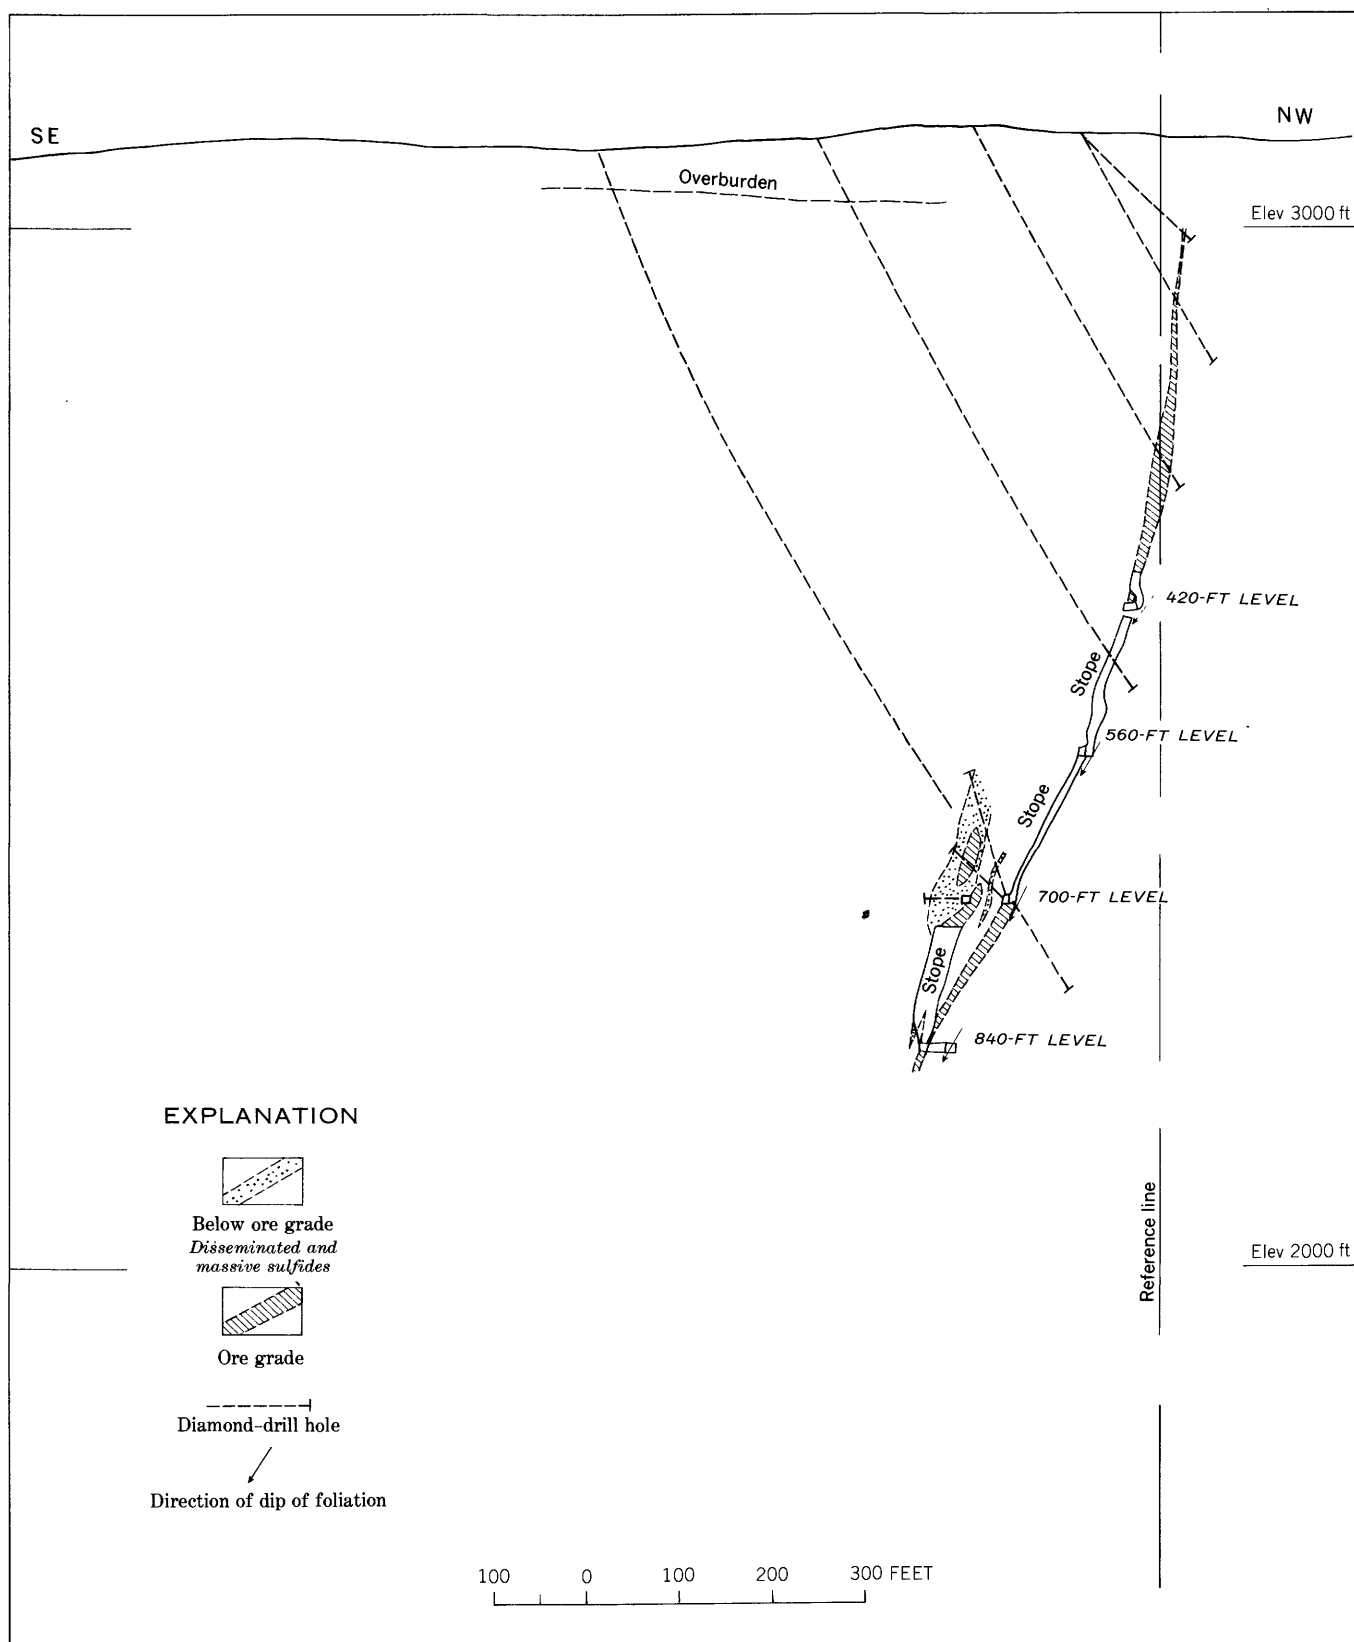 SE
NW
Overburden
Elev 3000 ft
420-FT LEVEL
Stope
560-FT LEVEL
Stope
700-FT LEVEL
Stope
840-FT LEVEL
EXPLANATION
Below ore grade
Disseminated and
massive sulfides
Ore grade
Diamond-drill hole
Direction of dip of foliation
Reference line
Elev 2000 ft
100 0 100 200 300 FEET